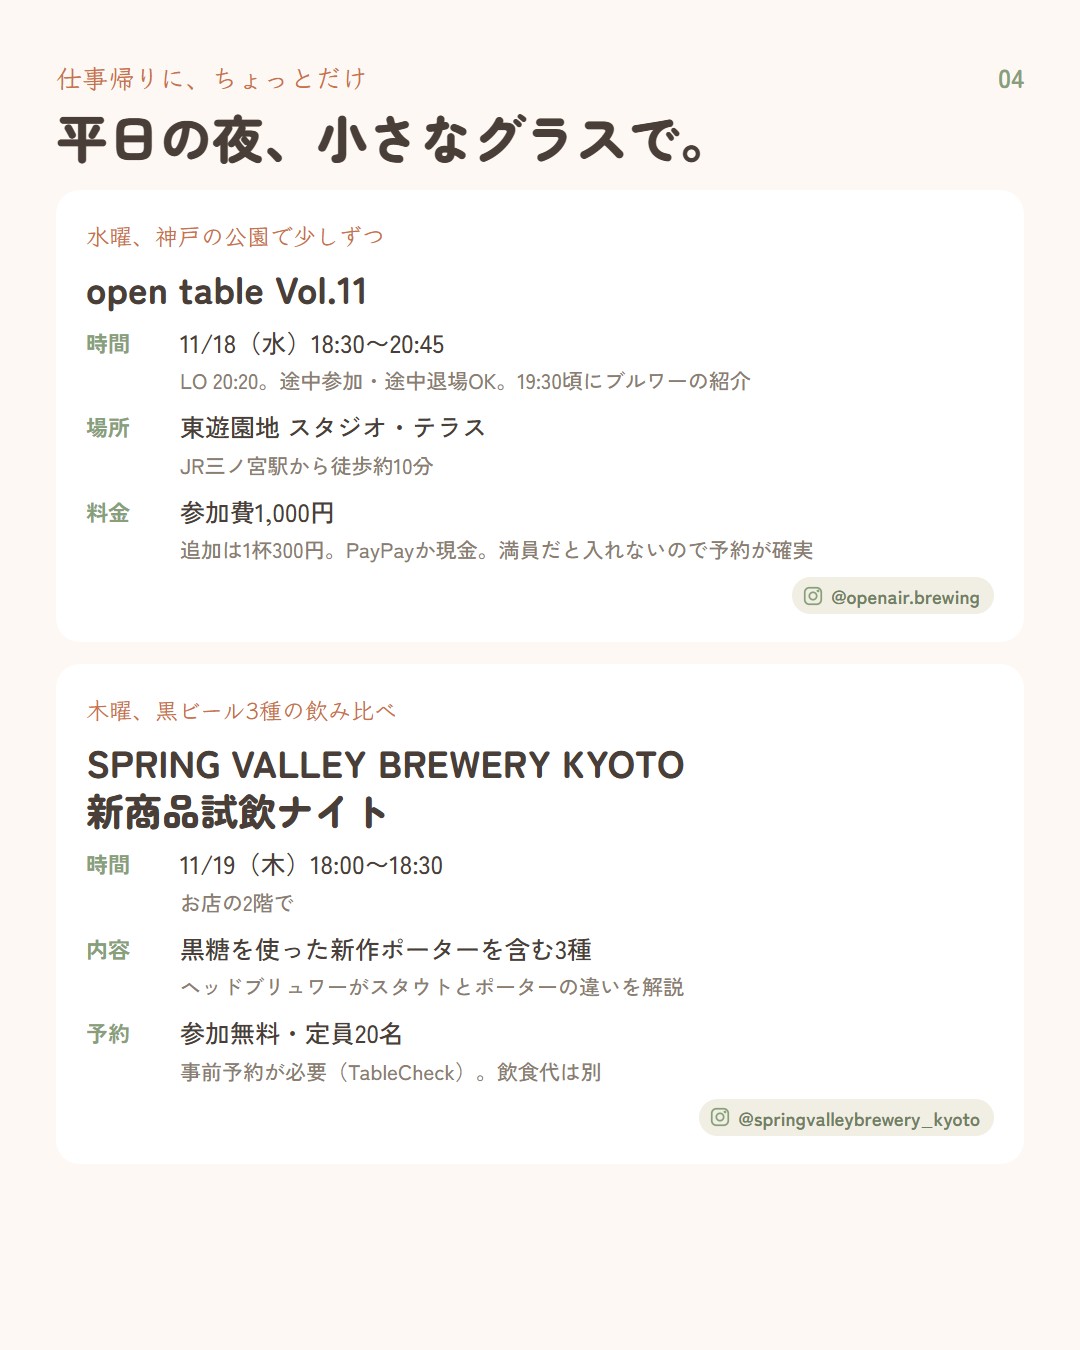 仕事帰りに、ちょっとだけ
04
平日の夜、小さなグラスで。
水曜、神戸の公園で少しずつ
open table Vol.11
時間 11/18（水）18:30〜20:45
LO 20:20。途中参加・途中退場OK。19:30頃にブルワーの紹介
場所 東遊園地 スタジオ・テラス
JR三ノ宮駅から徒歩約10分
料金 参加費1,000円
追加は1杯300円。PayPayか現金。満員だと入れないので予約が確実
@openair.brewing
木曜、黒ビール3種の飲み比べ
SPRING VALLEY BREWERY KYOTO
新商品試飲ナイト
時間 11/19（木）18:00〜18:30
お店の2階で
内容 黒糖を使った新作ポーターを含む3種
ヘッドブリュワーがスタウトとポーターの違いを解説
予約 参加無料・定員20名
事前予約が必要（TableCheck）。飲食代は別
@springvalleybrewery_kyoto